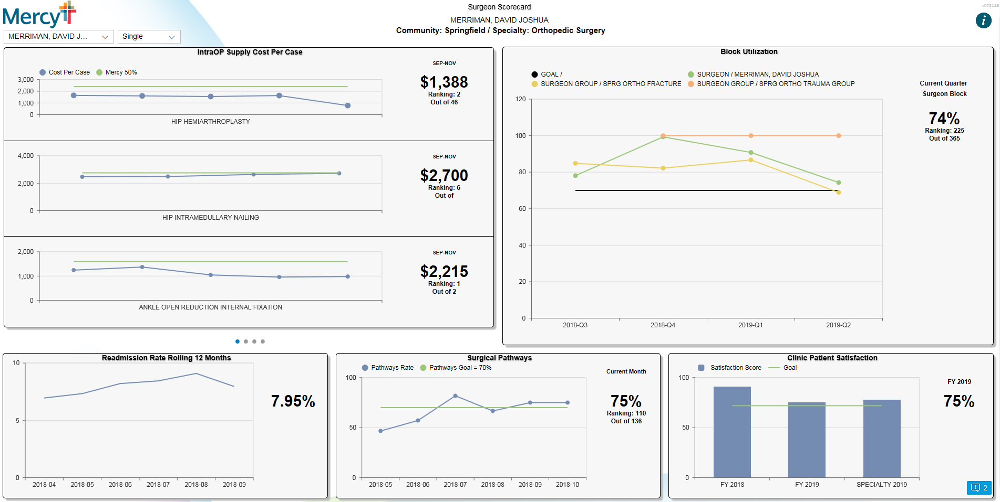 Mercy
Surgeon Scorecard
v073118
MERRIMAN, DAVID JOSHUA
Community: Springfield / Specialty: Orthopedic Surgery
i
MERRIMAN, DAVID J...
Single
IntraOP Supply Cost Per Case
Cost Per Case
Mercy 50%
3,000
2,000
1,000
0
HIP HEMIARTHROPLASTY
SEP-NOV
$1,388
Ranking: 2
Out of 46
4,000
2,000
0
HIP INTRAMEDULLARY NAILING
SEP-NOV
$2,700
Ranking: 6
Out of
2,000
1,000
0
ANKLE OPEN REDUCTION INTERNAL FIXATION
SEP-NOV
$2,215
Ranking: 1
Out of 2
Block Utilization
GOAL /
SURGEON / MERRIMAN, DAVID JOSHUA
SURGEON GROUP / SPRG ORTHO FRACTURE
SURGEON GROUP / SPRG ORTHO TRAUMA GROUP
120
100
80
60
40
20
0
2018-Q3
2018-Q4
2019-Q1
2019-Q2
Current Quarter
Surgeon Block
74%
Ranking: 225
Out of 365
Readmission Rate Rolling 12 Months
10
5
0
2018-04
2018-05
2018-06
2018-07
2018-08
2018-09
7.95%
Surgical Pathways
Pathways Rate
Pathways Goal = 70%
100
50
0
2018-05
2018-06
2018-07
2018-08
2018-09
2018-10
Current Month
75%
Ranking: 110
Out of 136
Clinic Patient Satisfaction
Satisfaction Score
Goal
100
50
0
FY 2018
FY 2019
SPECIALTY 2019
FY 2019
75%
2